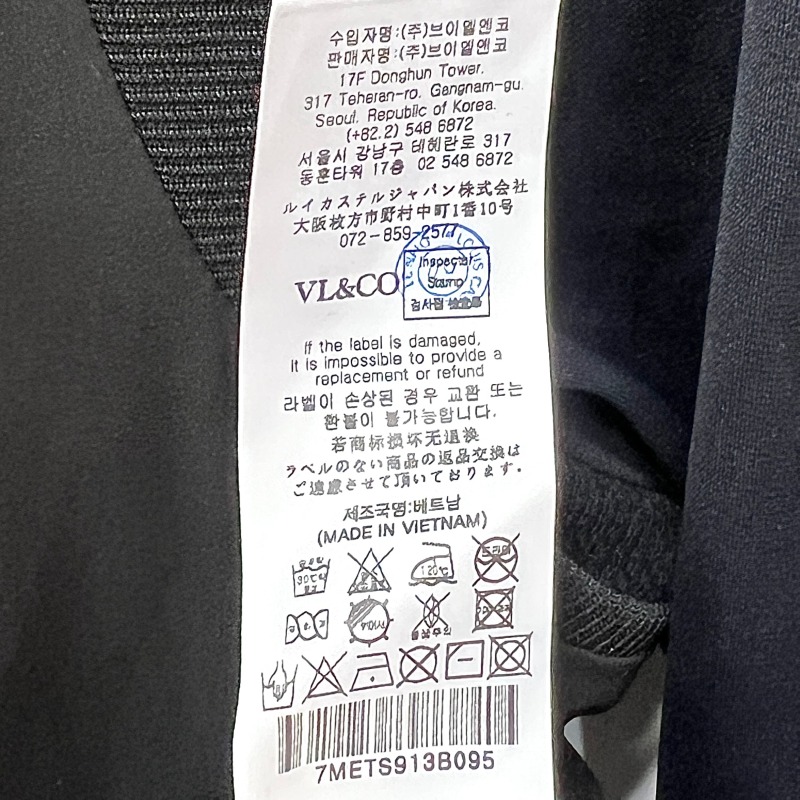 수입자명:(주)브이엘엔코
판매자명:(주)브이엘엔코
17F Donghun Tower.
317 Teheran-ro. Gangnam-gu.
Seoul. Republic of Korea.
(+82.2) 548 6872
서울시 강남구 테헤란로 317
동훈타워 17층 02 548 6872
ルイカステルジャパン株式会社
大阪枚方市野村中町1番10号
072-859-2577
VL&CO
Inspector
Stamp
검사필
If the label is damaged,
It is impossible to provide a
replacement or refund
라벨이 손상된 경우 교환 또는
환불이 불가능합니다.
若商标损坏无退换
ラベルのない商品の返品交換は
ご遠慮させて頂いております。
제조국명:베트남
(MADE IN VIETNAM)
30℃
120℃
드라이
7METS913B095